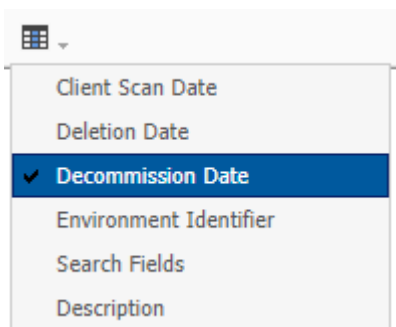 Client Scan Date
Deletion Date
Decommission Date
Environment Identifier
Search Fields
Description